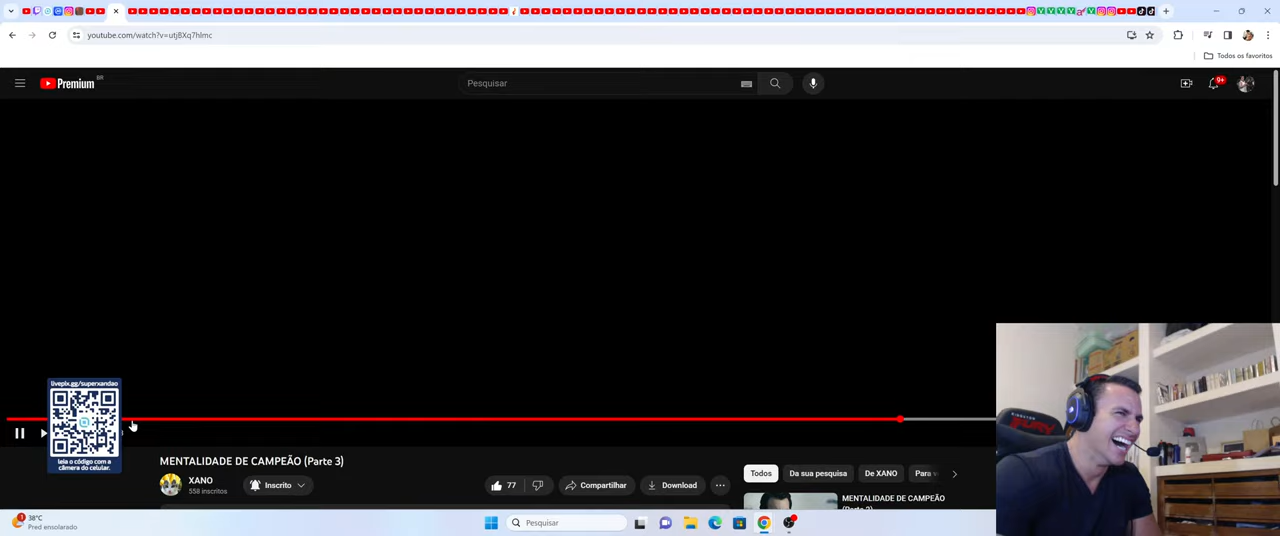 youtube.com/watch?v=utjBXq7hlmc
Todos os favoritos
Premium BR
Pesquisar
9+
livepix.gg/superxandao
leia o código com a
câmera do celular.
MENTALIDADE DE CAMPEÃO (Parte 3)
XANO
558 inscritos
Inscrito
77
Compartilhar
Download
Todos
Da sua pesquisa
De XANO
MENTALIDADE DE CAMPEÃO
1
38°C
Pred ensolarado
Pesquisar
FURY